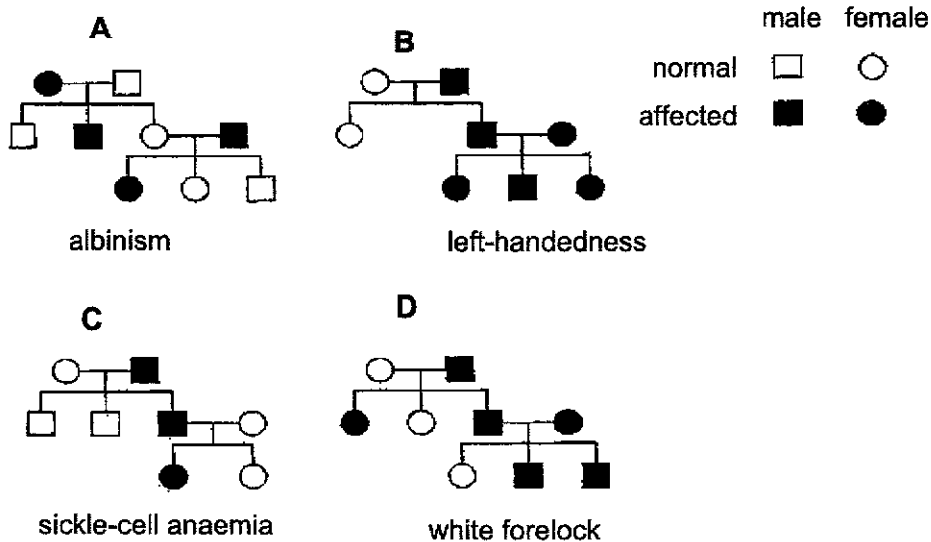 male female
A
B
normal
affected
albinism
left-handedness
C
D
sickle-cell anaemia
white forelock